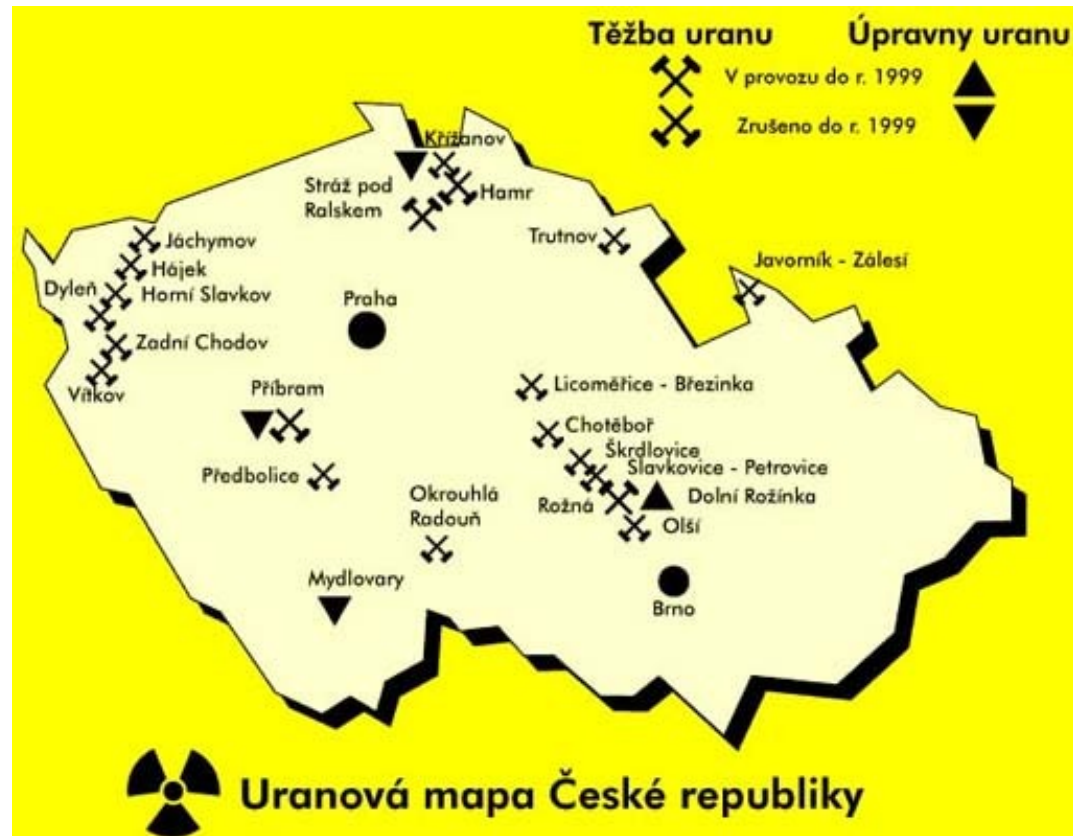 Těžba uranu
Úpravny uranu
V provozu do r. 1999
Zrušeno do r. 1999
Křížanov
Stráž pod
Ralskem
Hamr
Trutnov
Jáchymov
Hájek
Javorník - Zálesí
Dyleň
Horní Slavkov
Praha
Zadní Chodov
Vítkov
Příbram
Licoměřice - Březinka
Chotěboř
Škrdlovice
Předbolice
Slavkovice - Petrovice
Okrouhlá
Radouň
Rožná
Dolní Rožínka
Olší
Mydlovary
Brno
Uranová mapa České republiky